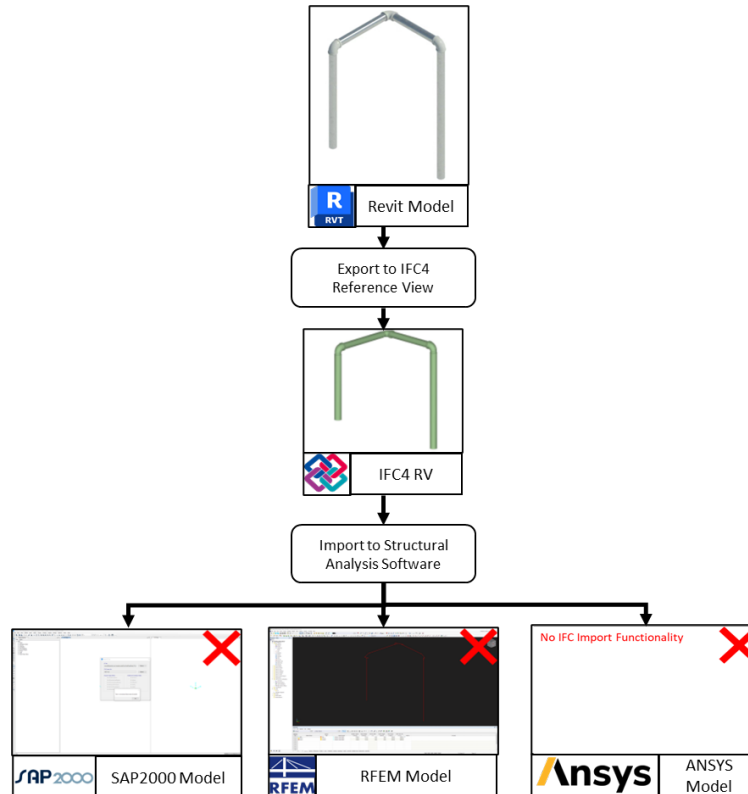 R
RVT
Revit Model
Export to IFC4
Reference View
IFC4 RV
Import to Structural
Analysis Software
No IFC Import Functionality
SAP2000
SAP2000 Model
RFEM
RFEM Model
Ansys
ANSYS
Model